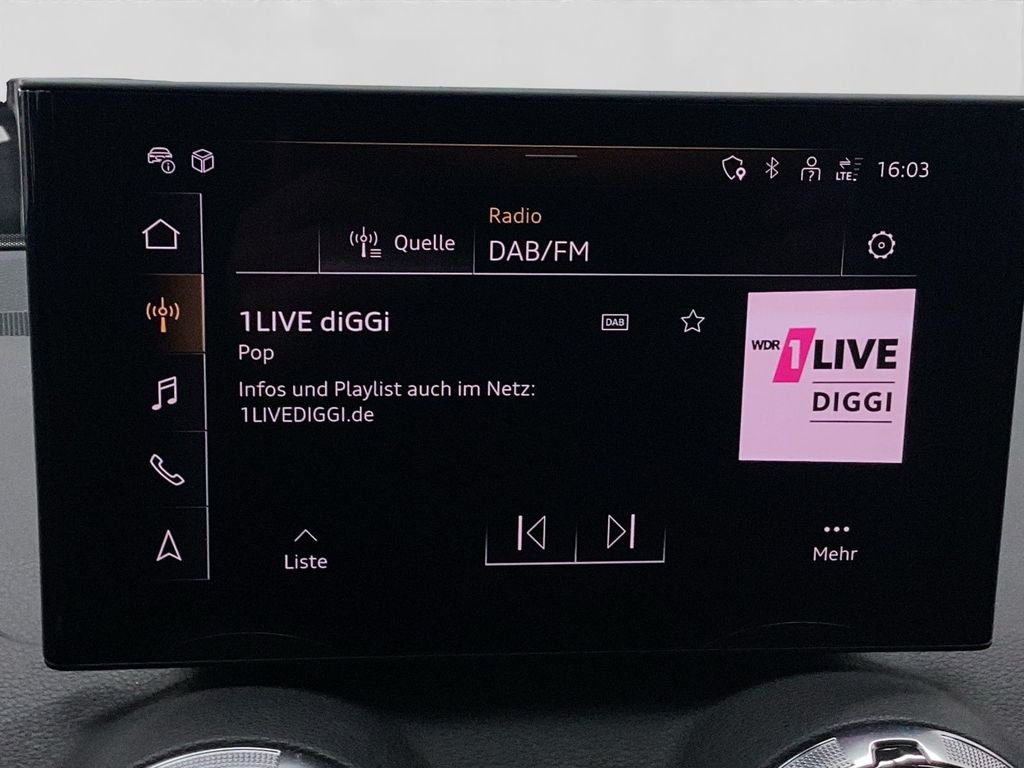 LTE
16:03
Radio
Quelle
DAB/FM
1LIVE diGGi
DAB
Pop
Infos und Playlist auch im Netz:
1LIVEDIGGI.de
WDR 1LIVE
DIGGI
Liste
Mehr